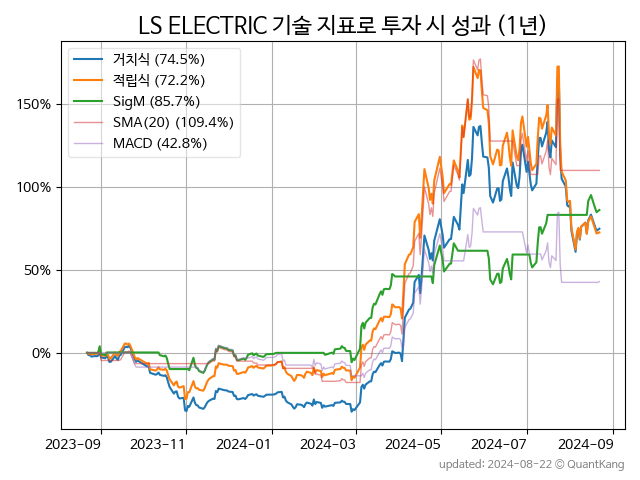 LS ELECTRIC 기술 지표로 투자 시 성과 (1년)
거치식 (74.5%)
적립식 (72.2%)
SigM (85.7%)
SMA(20) (109.4%)
MACD (42.8%)
150%
100%
50%
0%
2023-09 2023-11 2024-01 2024-03 2024-05 2024-07 2024-09
updated: 2024-08-22 © QuantKang